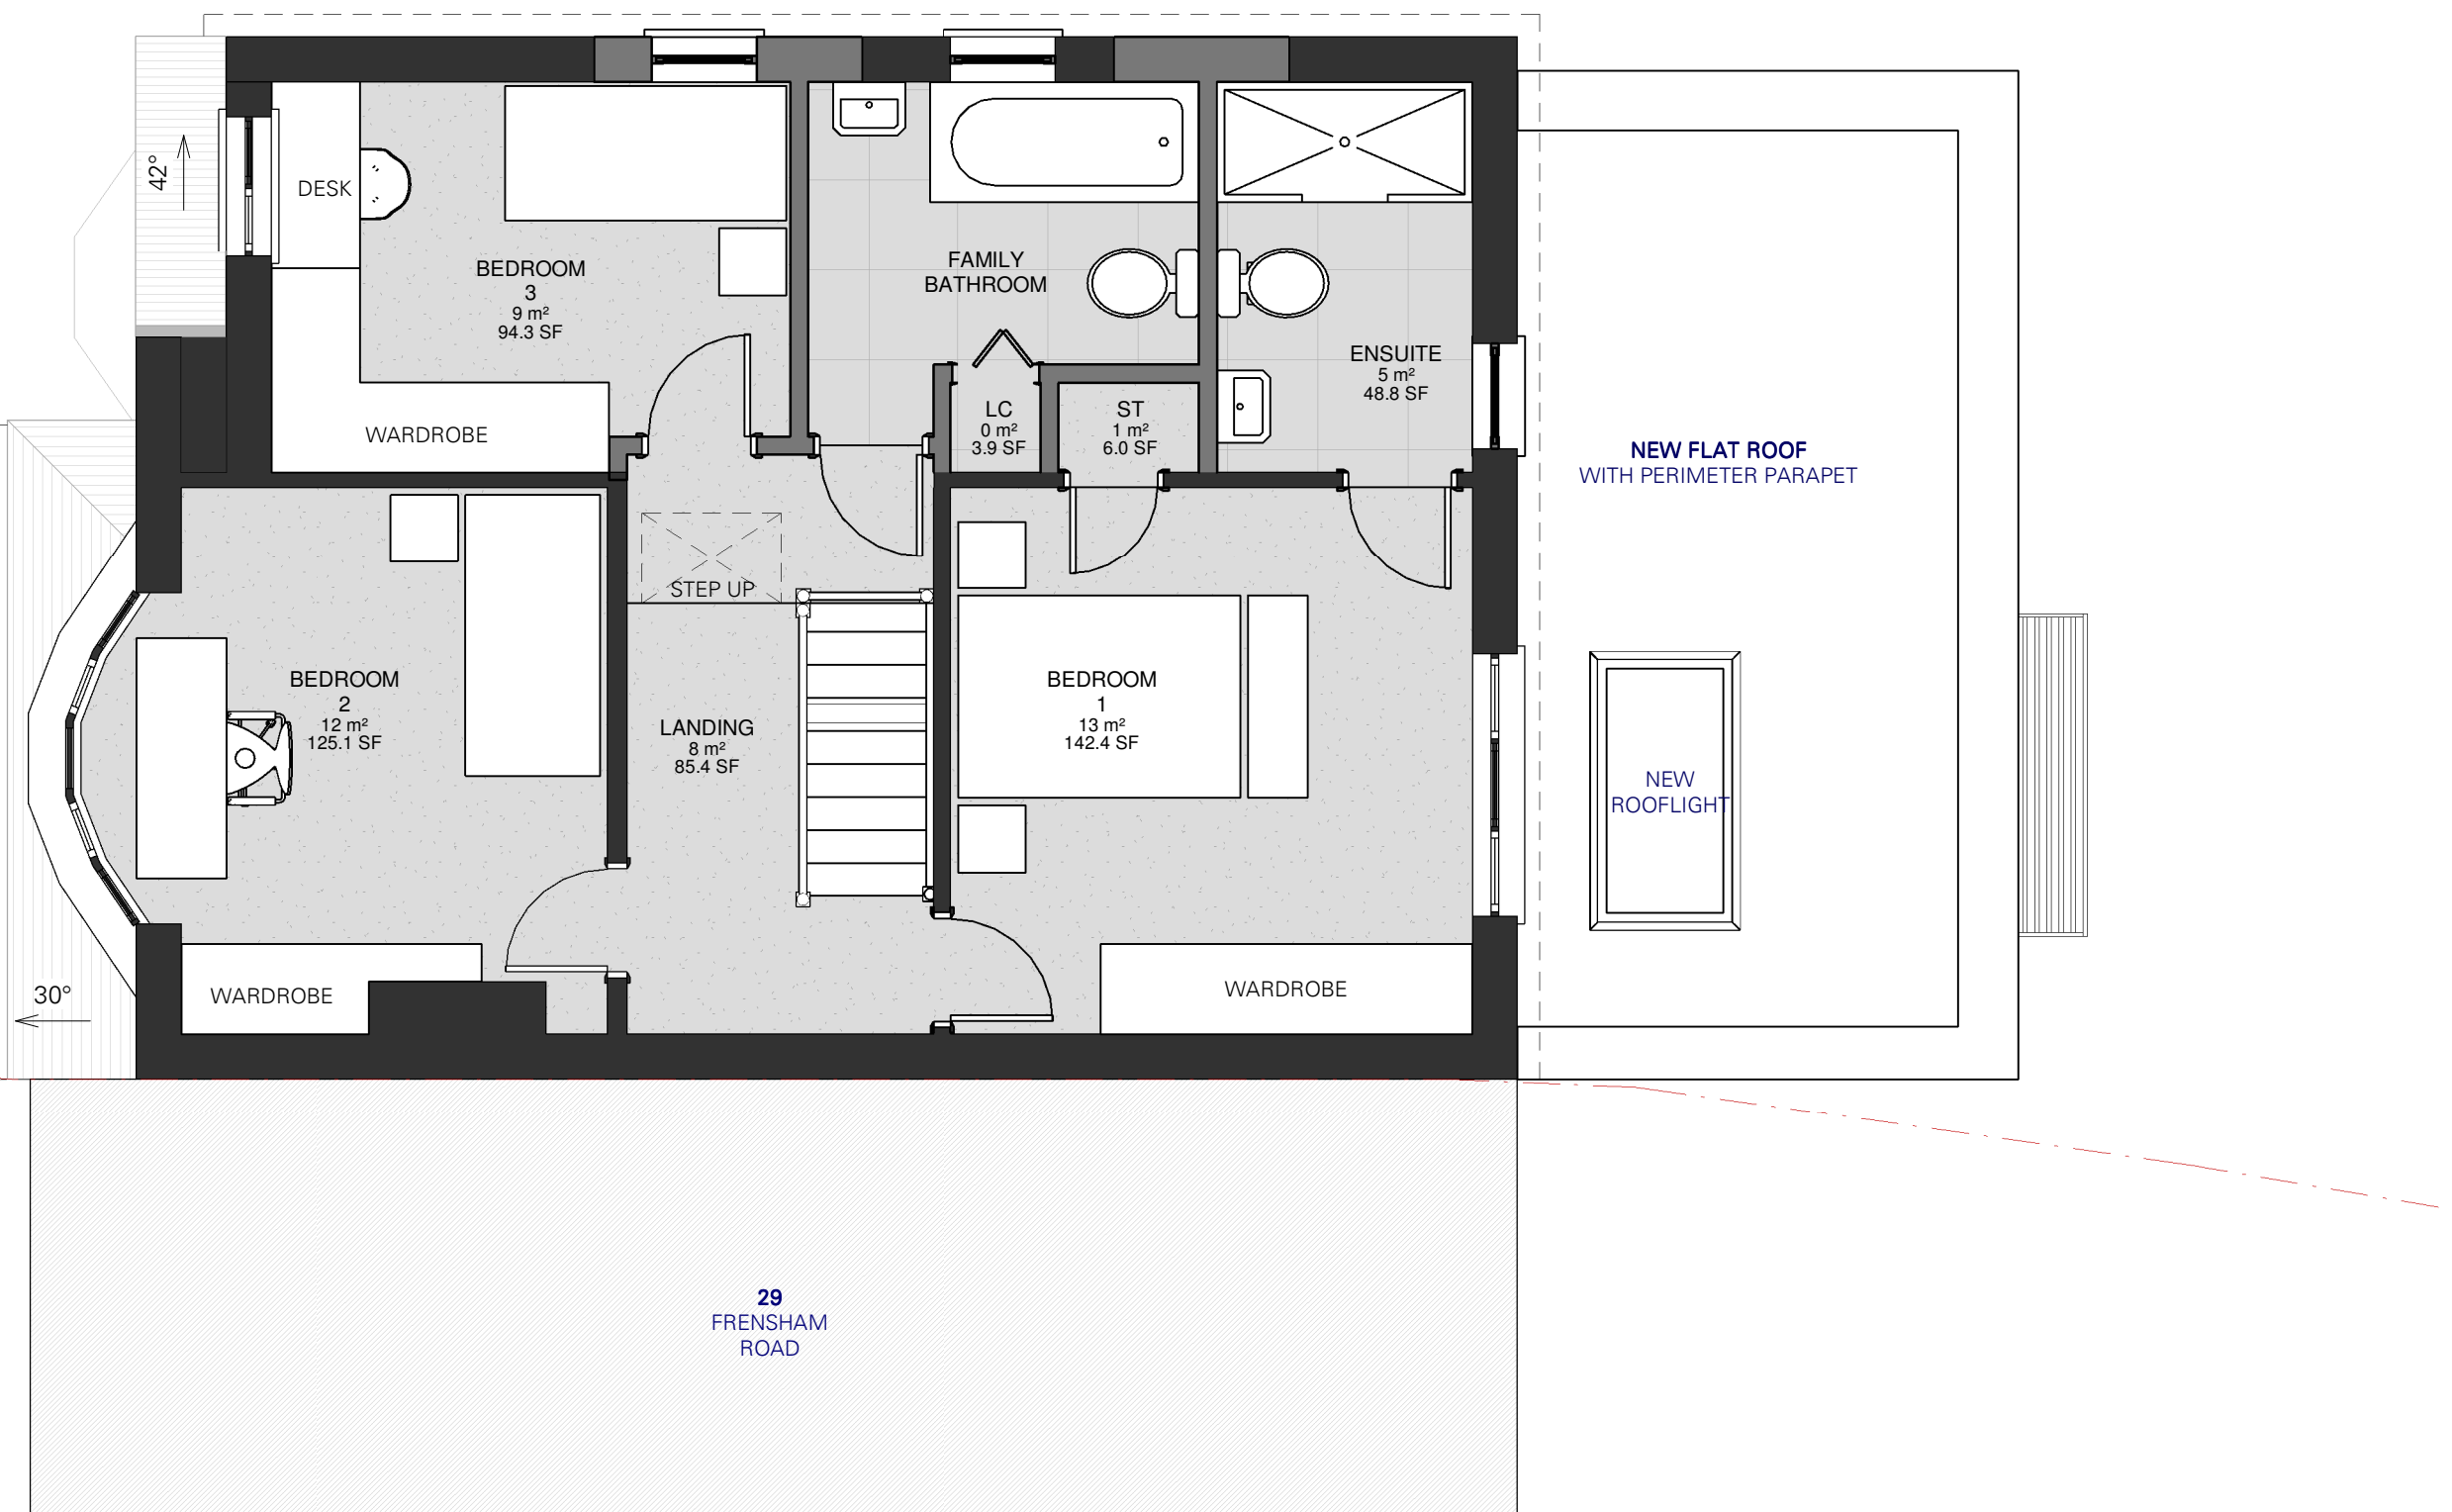 42°
DESK
BEDROOM
3
9 m²
94.3 SF
WARDROBE
FAMILY
BATHROOM
LC
0 m²
3.9 SF
ST
1 m²
6.0 SF
ENSUITE
5 m²
48.8 SF
NEW FLAT ROOF
WITH PERIMETER PARAPET
STEP UP
BEDROOM
2
12 m²
125.1 SF
LANDING
8 m²
85.4 SF
BEDROOM
1
13 m²
142.4 SF
NEW
ROOFLIGHT
30°
WARDROBE
WARDROBE
29
FRENSHAM
ROAD